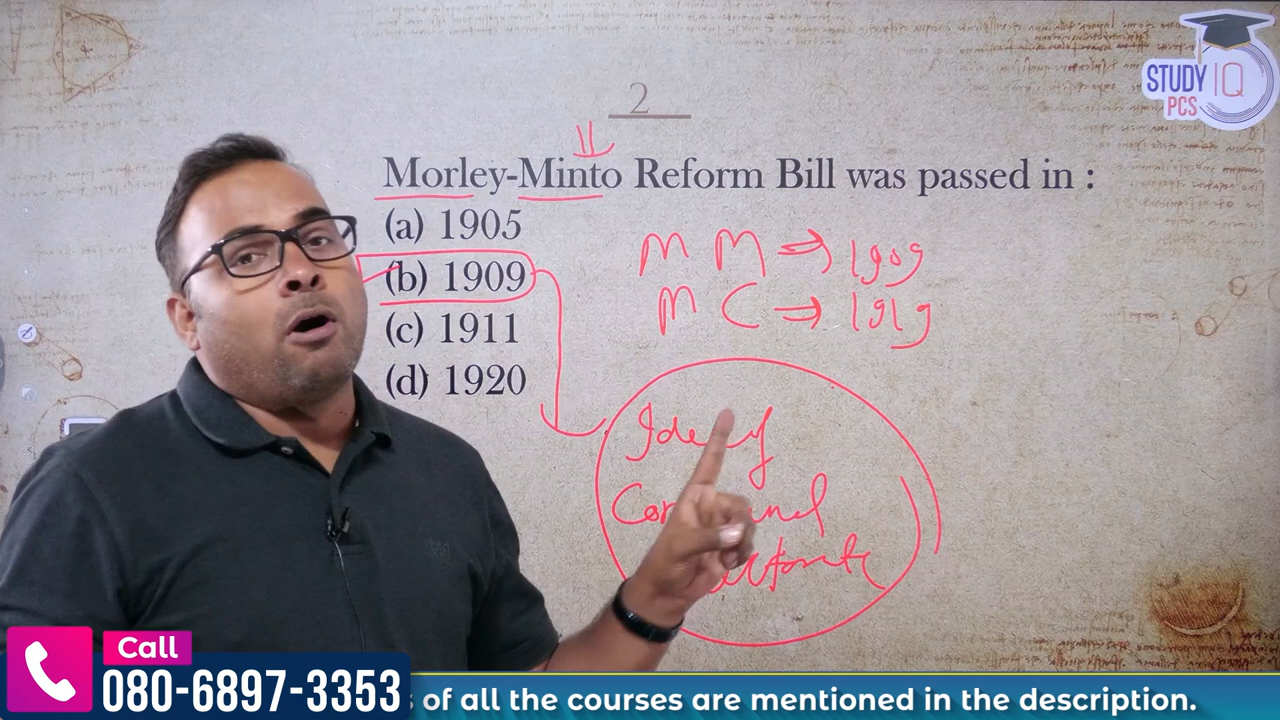 STUDY IQ
PCS
2
Morley-Minto Reform Bill was passed in :
(a) 1905
(b) 1909
(c) 1911
(d) 1920
M M ⇒ 1909
M C ⇒ 1919
Idea of
Call
080-6897-3353
of all the courses are mentioned in the description.